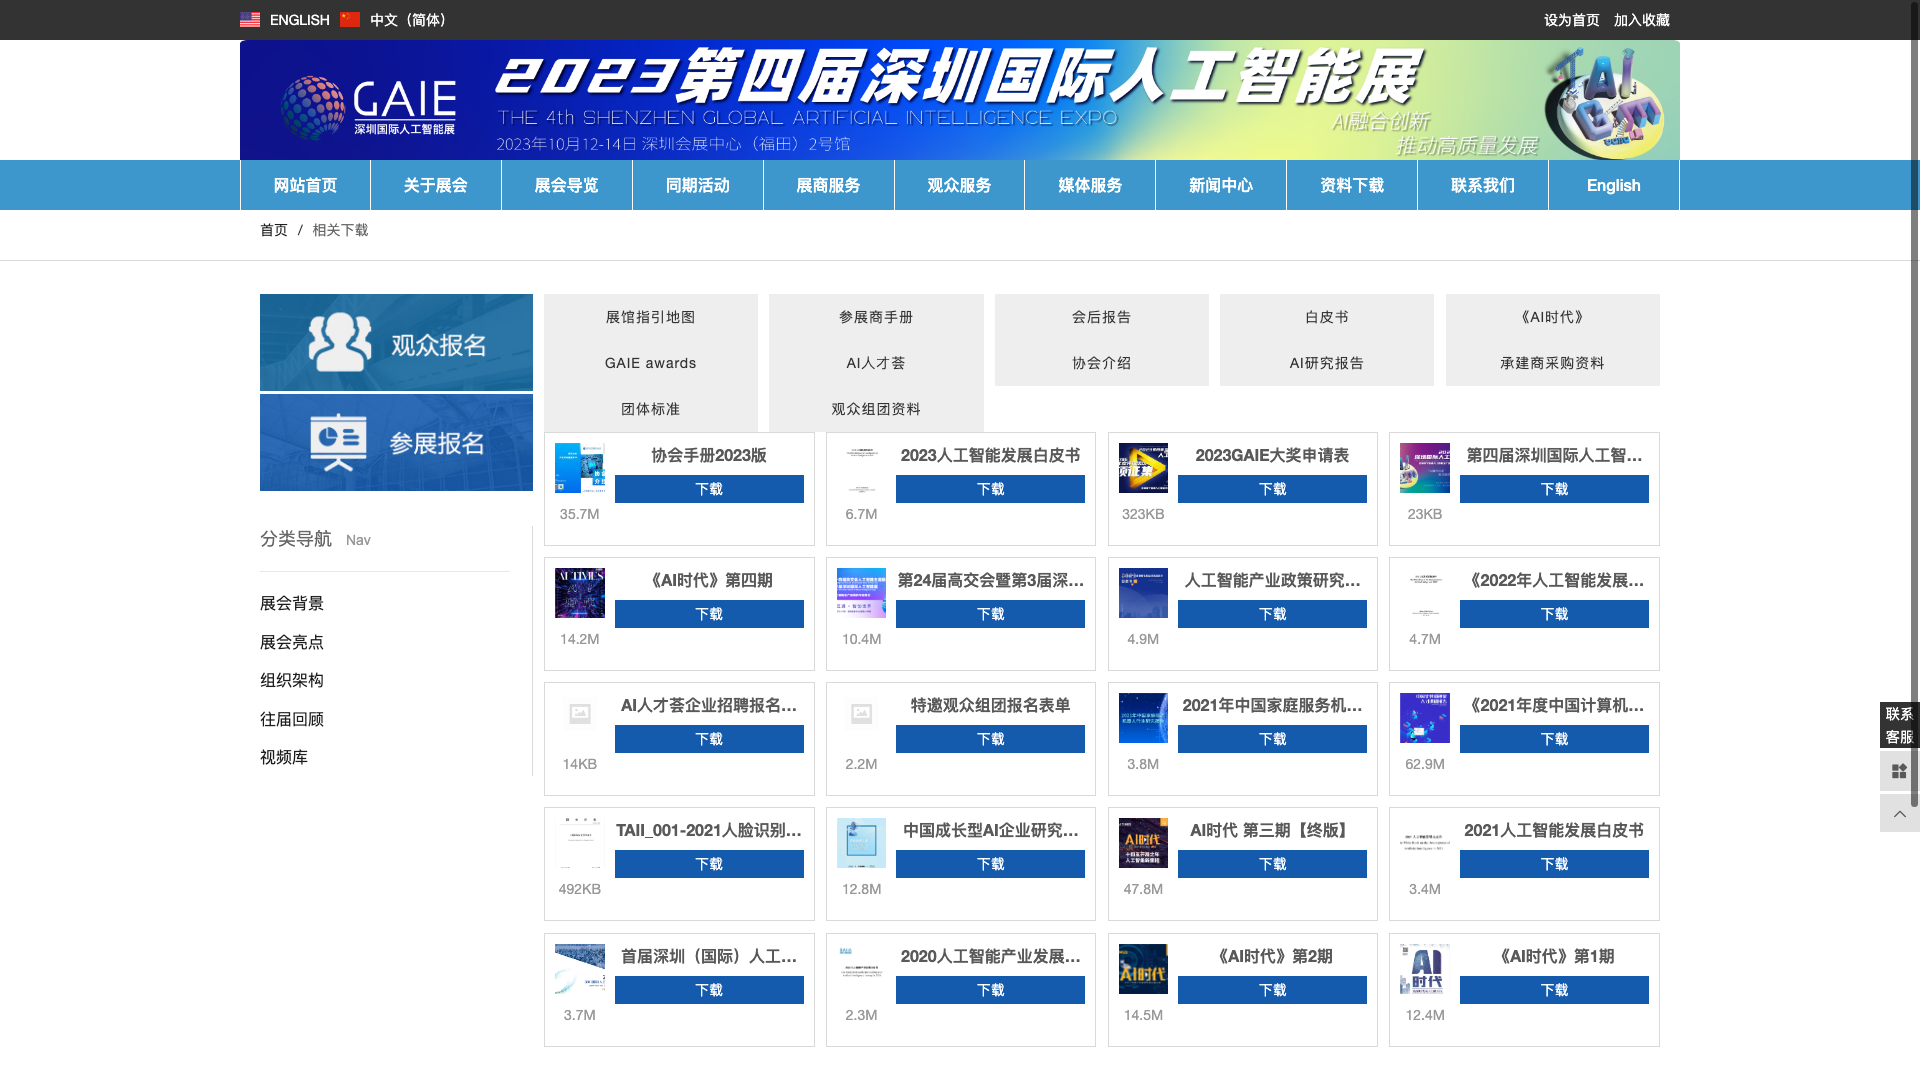 ENGLISH 中文（简体） 设为首页 加入收藏
GAIE
深圳国际人工智能展
2023第四届深圳国际人工智能展
THE 4th SHENZHEN GLOBAL ARTIFICIAL INTELLIGENCE EXPO
2023年10月12-14日 深圳会展中心（福田）2号馆
AI融合创新
推动高质量发展
网站首页 关于展会 展会导览 同期活动 展商服务 观众服务 媒体服务 新闻中心 资料下载 联系我们 English
首页 / 相关下载
观众报名
参展报名
分类导航 Nav
展会背景
展会亮点
组织架构
往届回顾
视频库
展馆指引地图 参展商手册 会后报告 白皮书 《AI时代》
GAIE awards AI人才荟 协会介绍 AI研究报告 承建商采购资料
团体标准 观众组团资料
协会手册2023版 2023人工智能发展白皮书 2023GAIE大奖申请表 第四届深圳国际人工智...
下载 下载 下载 下载
35.7M 6.7M 323KB 23KB
《AI时代》第四期 第24届高交会暨第3届深... 人工智能产业政策研究... 《2022年人工智能发展...
下载 下载 下载 下载
14.2M 10.4M 4.9M 4.7M
AI人才荟企业招聘报名... 特邀观众组团报名表单 2021年中国家庭服务机... 《2021年度中国计算机...
下载 下载 下载 下载
14KB 2.2M 3.8M 62.9M
TAII_001-2021人脸识别... 中国成长型AI企业研究... AI时代 第三期【终版】 2021人工智能发展白皮书
下载 下载 下载 下载
492KB 12.8M 47.8M 3.4M
首届深圳（国际）人工... 2020人工智能产业发展... 《AI时代》第2期 《AI时代》第1期
下载 下载 下载 下载
3.7M 2.3M 14.5M 12.4M
联系
客服